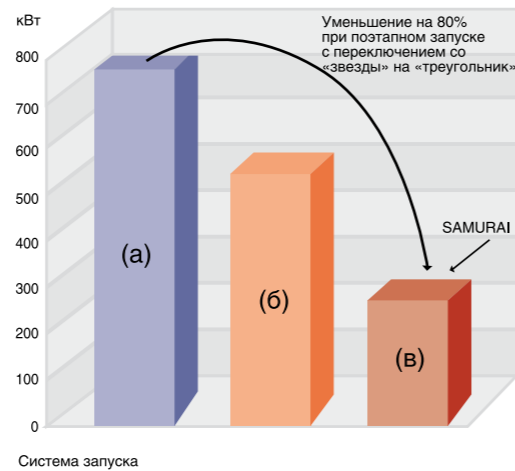 кВт
Уменьшение на 80%
при поэтапном запуске
с переключением со
«звезды» на «треугольник»
800
700
600
500
400
300
200
100
0
(а)
(б)
(в)
SAMURAI
Система запуска